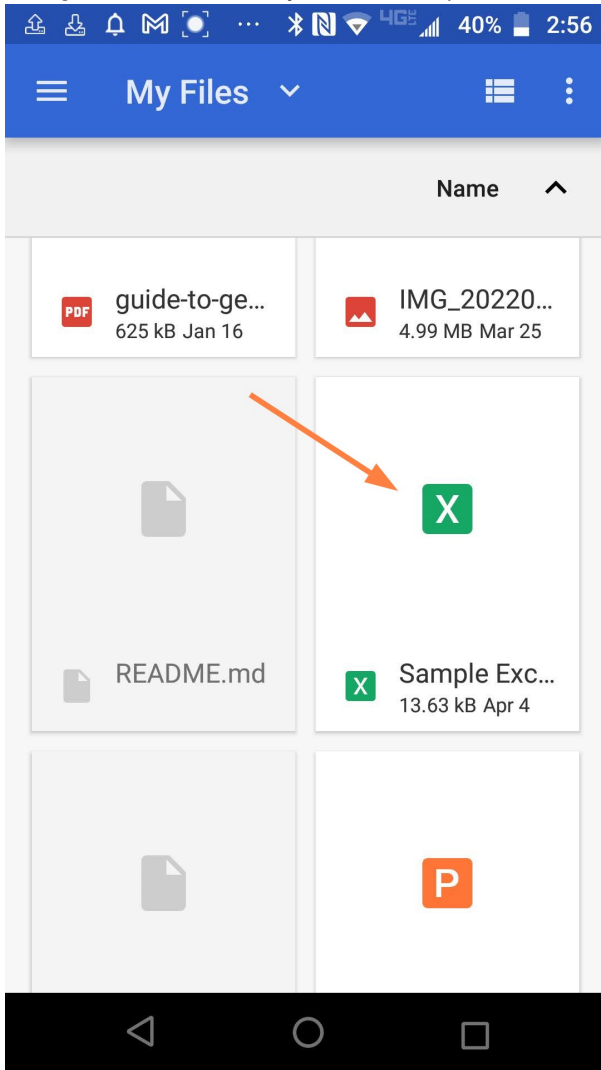 4G 40% 2:56
My Files
Name
PDF guide-to-ge... 
625 kB Jan 16
IMG_20220...
4.99 MB Mar 25
X
README.md
X Sample Exc...
13.63 kB Apr 4
P